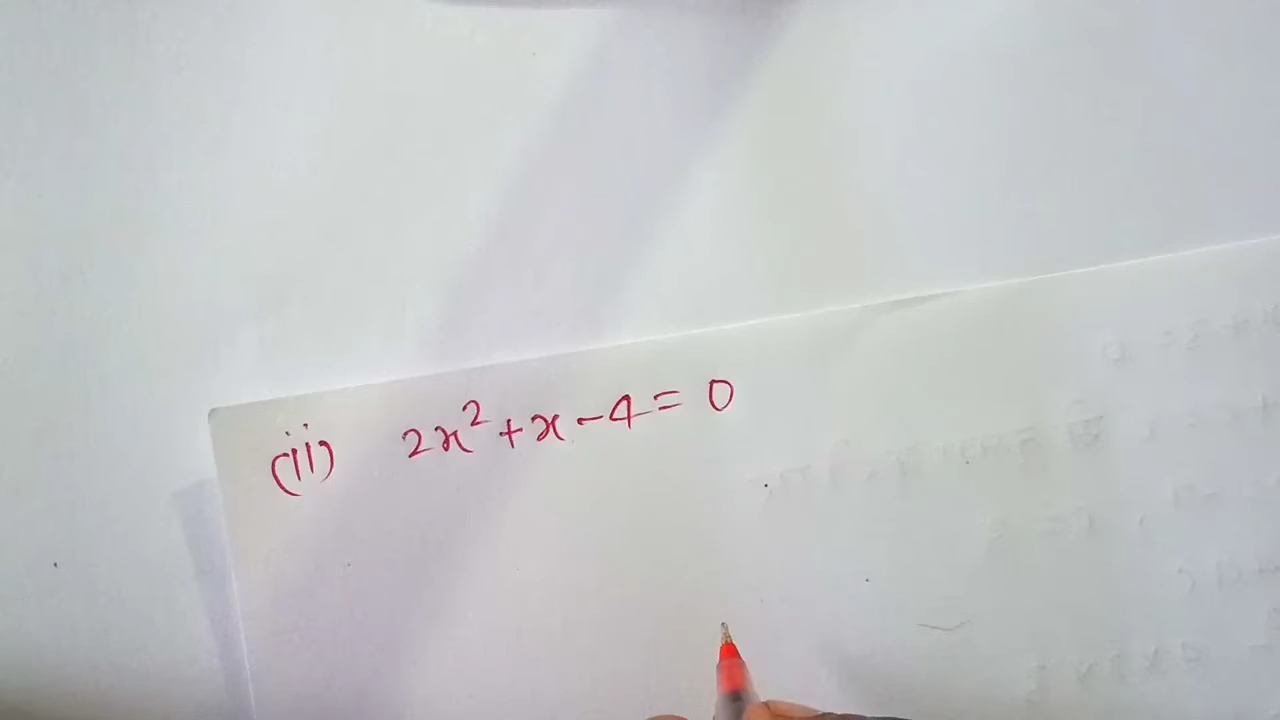 (ii) 2x² + x - 4 = 0